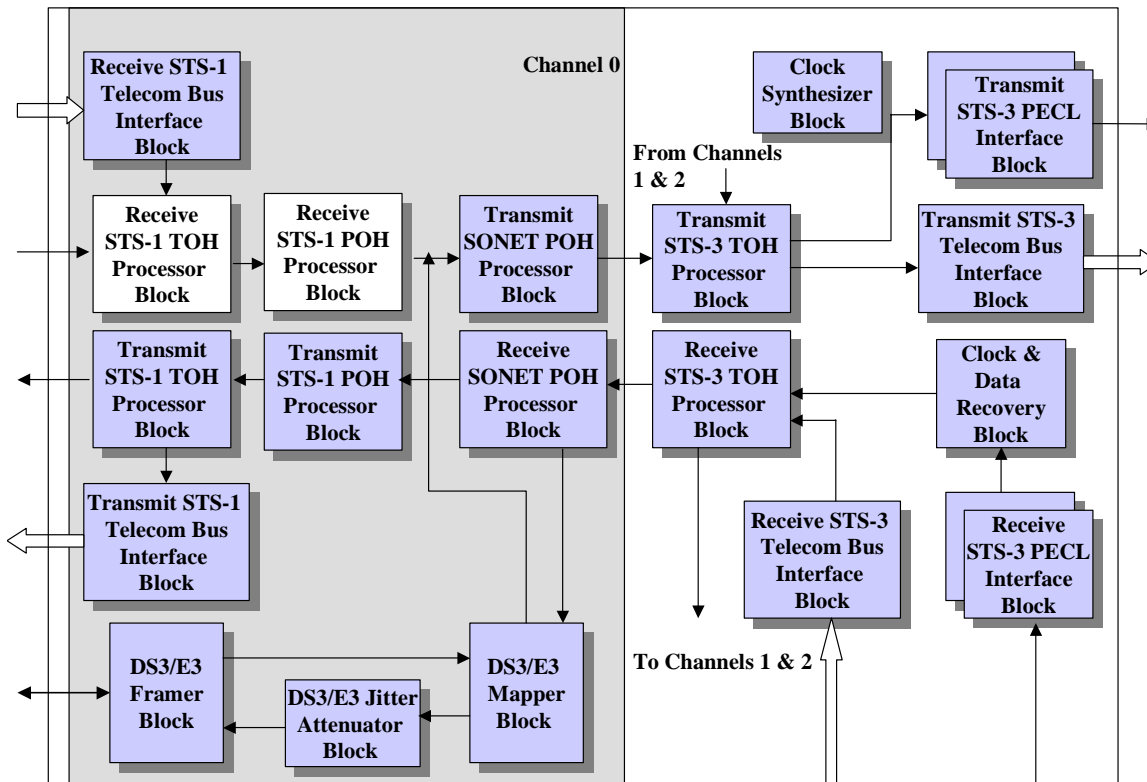 Receive STS-1
Telecom Bus
Interface
Block
Channel 0
Clock
Synthesizer
Block
Transmit
STS-3 PECL
Interface
Block
From Channels
1 & 2
Receive
STS-1 TOH
Processor
Block
Receive
STS-1 POH
Processor
Block
Transmit
SONET POH
Processor
Block
Transmit
STS-3 TOH
Processor
Block
Transmit STS-3
Telecom Bus
Interface
Block
Transmit
STS-1 TOH
Processor
Block
Transmit
STS-1 POH
Processor
Block
Receive
SONET POH
Processor
Block
Receive
STS-3 TOH
Processor
Block
Clock &
Data
Recovery
Block
Transmit STS-1
Telecom Bus
Interface
Block
Receive STS-3
Telecom Bus
Interface
Block
Receive
STS-3 PECL
Interface
Block
To Channels 1 & 2
DS3/E3
Framer
Block
DS3/E3 Jitter
Attenuator
Block
DS3/E3
Mapper
Block